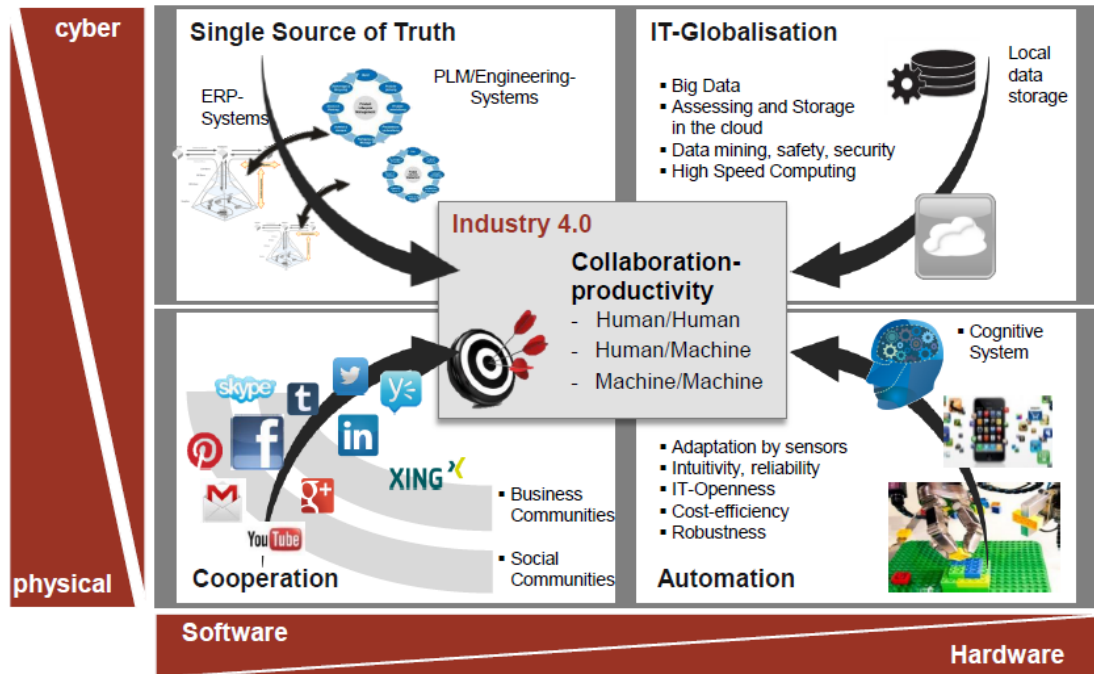 cyber
physical
Single Source of Truth
ERP-
Systems
PLM/Engineering-
Systems
IT-Globalisation
▪ Big Data
▪ Assessing and Storage
in the cloud
▪ Data mining, safety, security
▪ High Speed Computing
Local
data
storage
Industry 4.0
Collaboration-
productivity
- Human/Human
- Human/Machine
- Machine/Machine
skype
t
f
in
g+
XING
You Tube
▪ Business
Communities
▪ Social
Communities
Cooperation
▪ Cognitive
System
▪ Adaptation by sensors
▪ Intuitivity, reliability
▪ IT-Openness
▪ Cost-efficiency
▪ Robustness
Automation
Software
Hardware